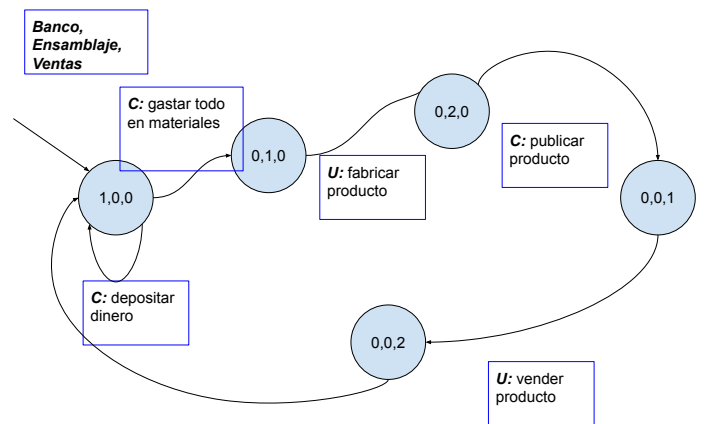 Banco,
Ensamblaje,
Ventas
C: gastar todo
en materiales
0,1,0
0,2,0
C: publicar
producto
U: fabricar
producto
1,0,0
0,0,1
C: depositar
dinero
0,0,2
U: vender
producto